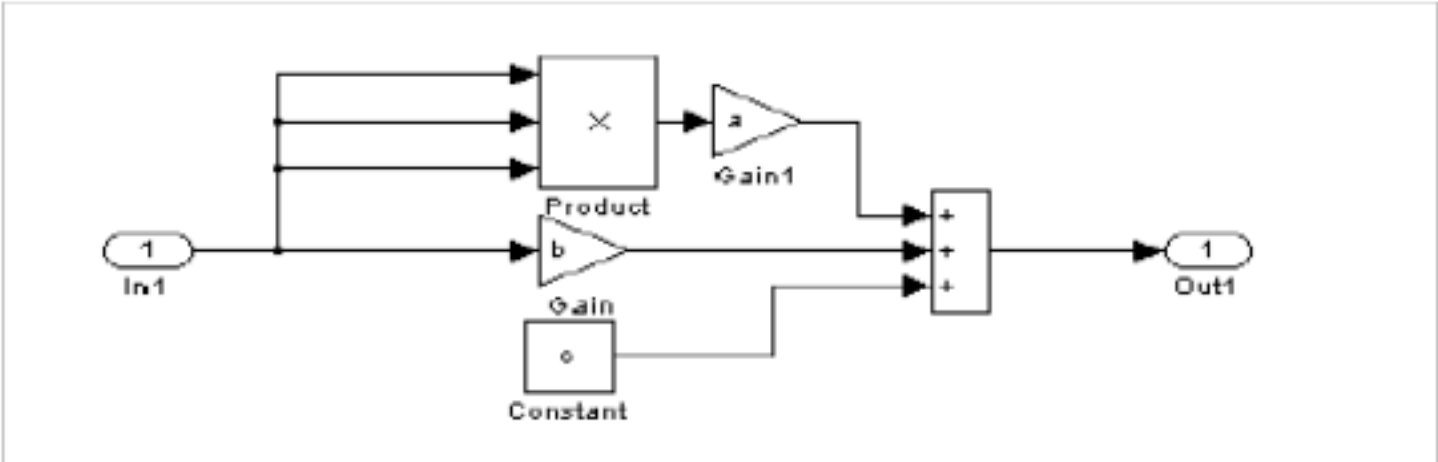 ×
a
Gain1
Product
+
1
b
+
1
In1
+
Out1
Gain
c
Constant